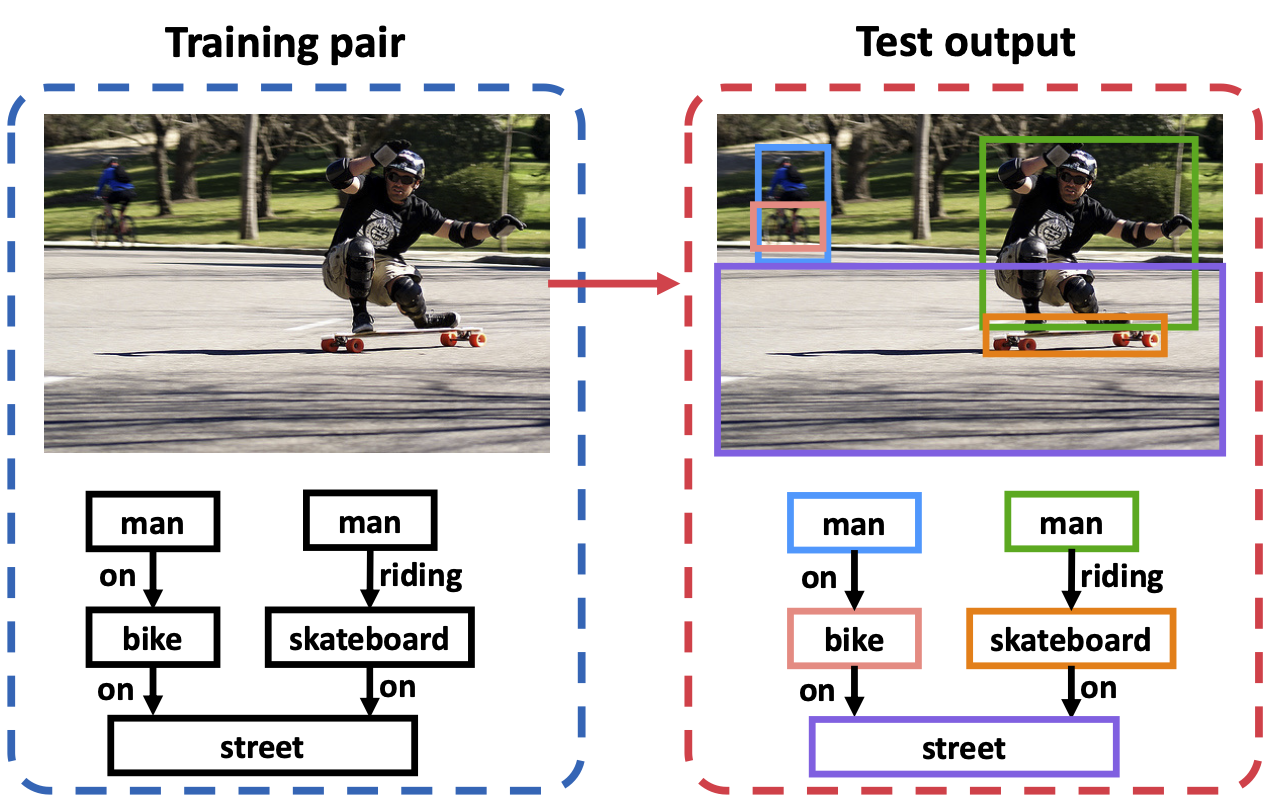 Training pair
Test output
man
man
on
riding
bike
skateboard
on
on
street
man
man
on
riding
bike
skateboard
on
on
street